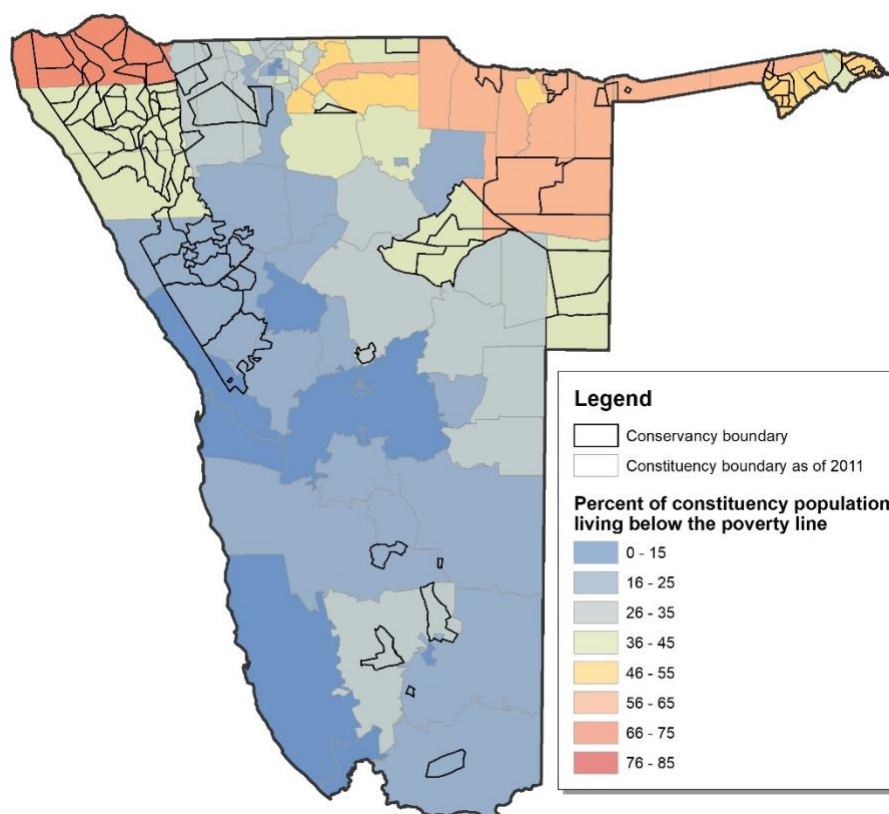 Legend
Conservancy boundary
Constituency boundary as of 2011
Percent of constituency population
living below the poverty line
0 - 15
16 - 25
26 - 35
36 - 45
46 - 55
56 - 65
66 - 75
76 - 85